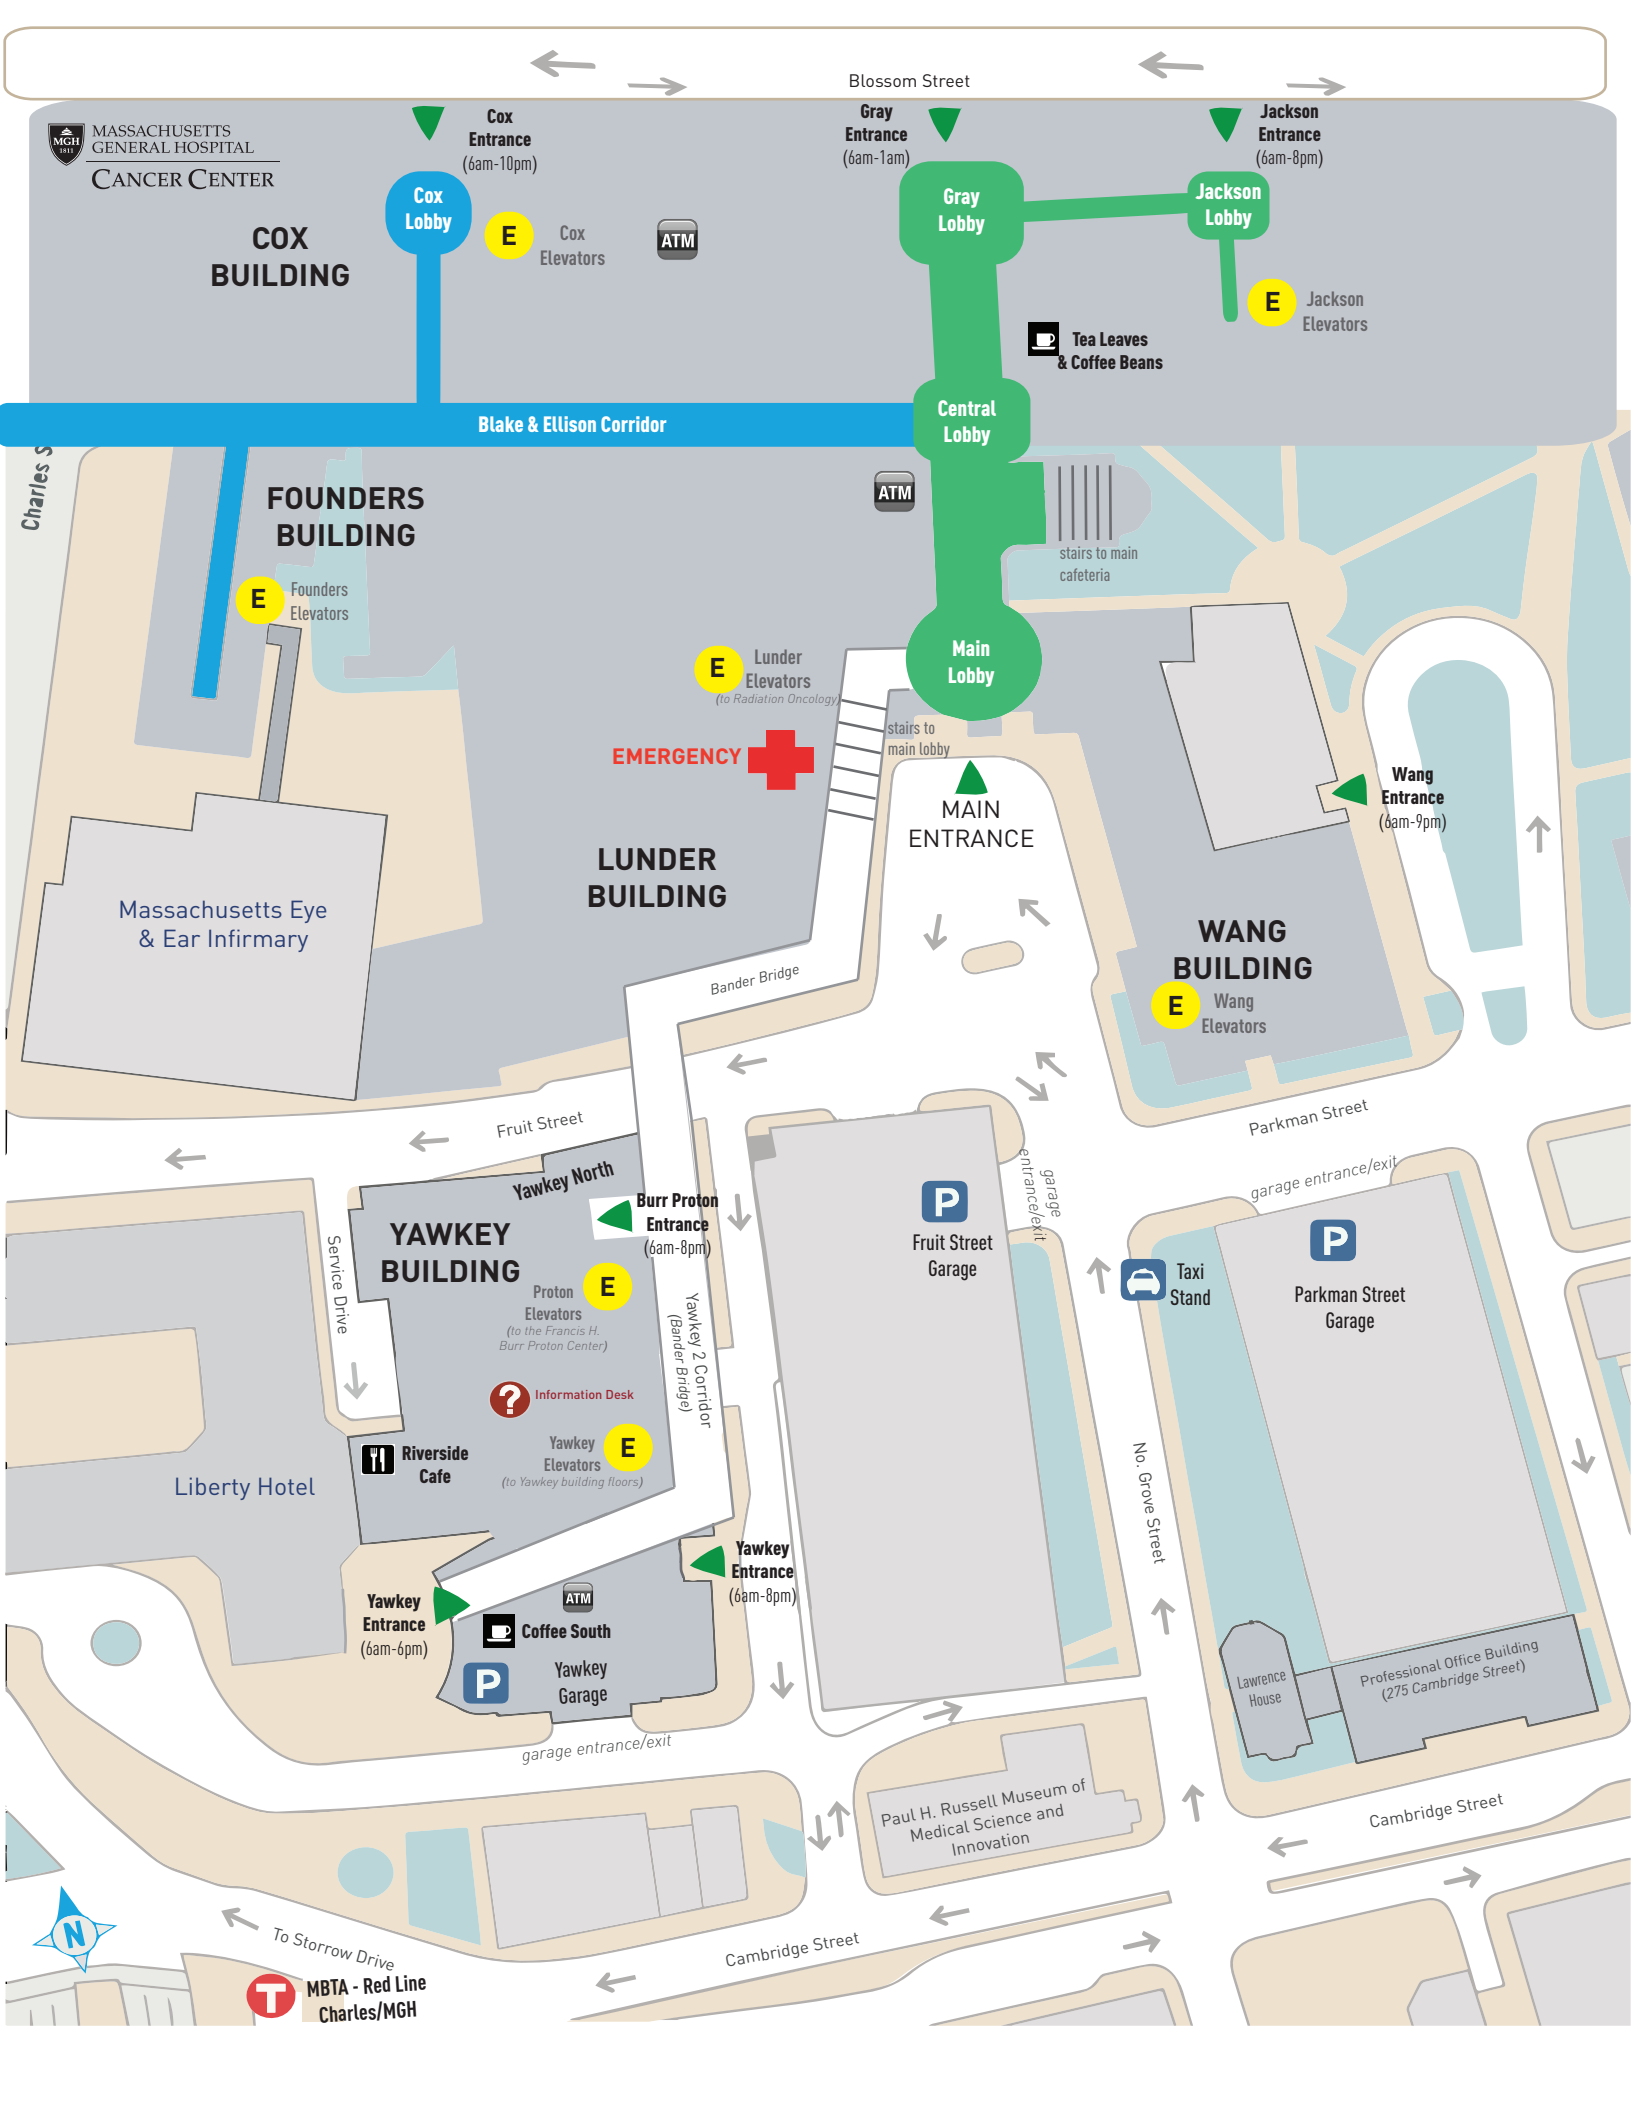 Blossom Street
MGH
1811
MASSACHUSETTS
GENERAL HOSPITAL
CANCER CENTER
Cox
Entrance
(6am-10pm)
Gray
Entrance
(6am-1am)
Jackson
Entrance
(6am-8pm)
Cox
Lobby
Gray
Lobby
Jackson
Lobby
COX
BUILDING
E
Cox
Elevators
ATM
E
Jackson
Elevators
Tea Leaves
& Coffee Beans
Blake & Ellison Corridor
Central
Lobby
Charles S
FOUNDERS
BUILDING
ATM
stairs to main
cafeteria
E
Founders
Elevators
E
Lunder
Elevators
(to Radiation Oncology)
Main
Lobby
stairs to
main lobby
EMERGENCY
MAIN
ENTRANCE
Wang
Entrance
(6am-9pm)
LUNDER
BUILDING
Massachusetts Eye
& Ear Infirmary
WANG
BUILDING
E
Wang
Elevators
Bander Bridge
Fruit Street
Parkman Street
garage entrance/exit
garage
entrance/exit
Yawkey North
Burr Proton
Entrance
(6am-8pm)
YAWKEY
BUILDING
Service Drive
E
Proton
Elevators
(to the Francis H.
Burr Proton Center)
P
Fruit Street
Garage
P
Parkman Street
Garage
Taxi
Stand
Yawkey 2 Corridor
(Bander Bridge)
?
Information Desk
E
Yawkey
Elevators
(to Yawkey building floors)
Riverside
Cafe
Liberty Hotel
No. Grove Street
Yawkey
Entrance
(6am-8pm)
Yawkey
Entrance
(6am-6pm)
ATM
Coffee South
P
Yawkey
Garage
Lawrence
House
Professional Office Building
(275 Cambridge Street)
garage entrance/exit
Paul H. Russell Museum of
Medical Science and
Innovation
Cambridge Street
N
To Storrow Drive
Cambridge Street
T
MBTA - Red Line
Charles/MGH